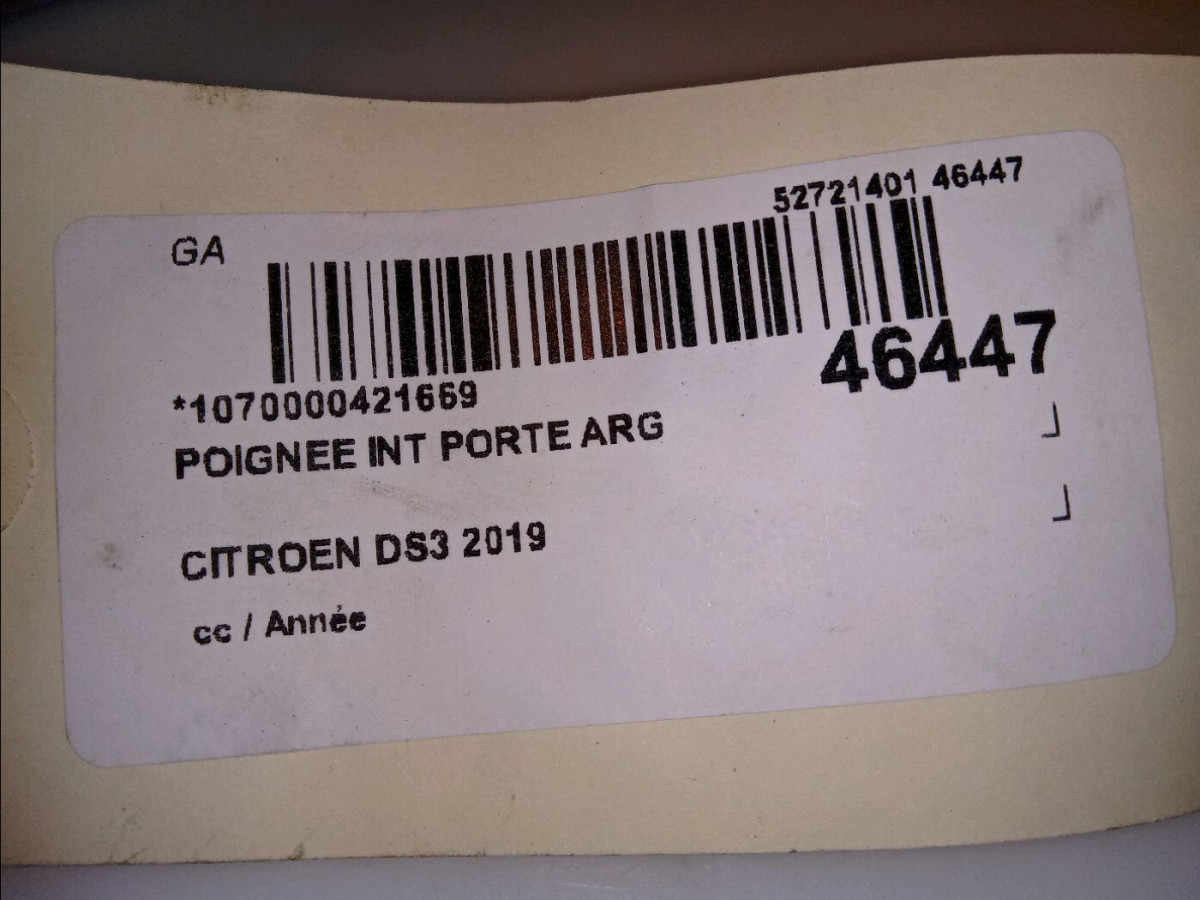 52721401 46447
GA
46447
*1070000421669
POIGNEE INT PORTE ARG
CITROEN DS3 2019
cc / Année